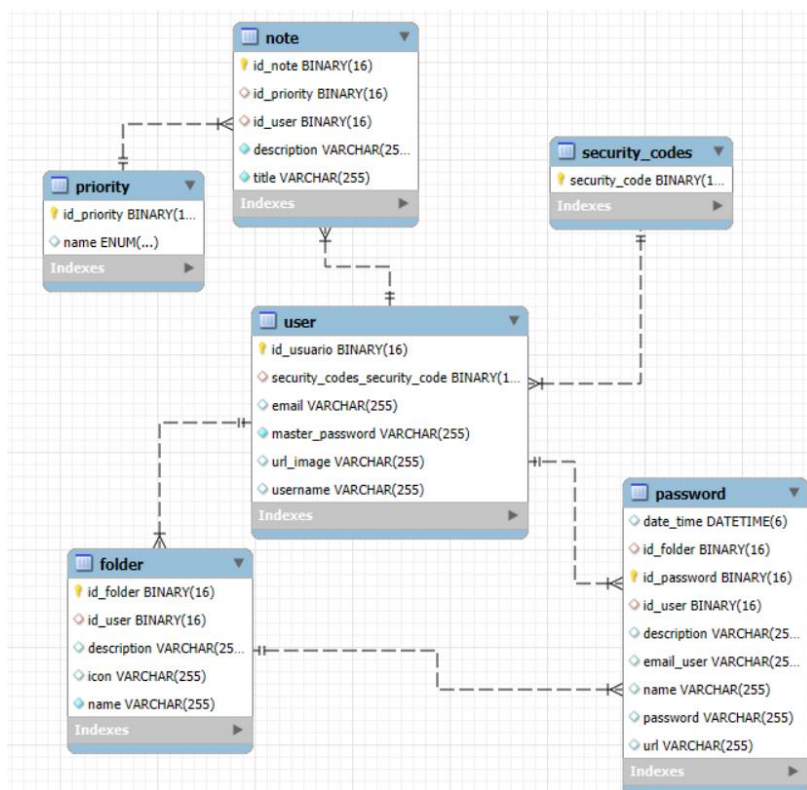 note
id_note BINARY(16)
id_priority BINARY(16)
id_user BINARY(16)
description VARCHAR(25...
title VARCHAR(255)
Indexes
priority
id_priority BINARY(1...
name ENUM(...)
Indexes
security_codes
security_code BINARY(1...
Indexes
user
id_usuario BINARY(16)
security_codes_security_code BINARY(1...
email VARCHAR(255)
master_password VARCHAR(255)
url_image VARCHAR(255)
username VARCHAR(255)
Indexes
folder
id_folder BINARY(16)
id_user BINARY(16)
description VARCHAR(25...
icon VARCHAR(255)
name VARCHAR(255)
Indexes
password
date_time DATETIME(6)
id_folder BINARY(16)
id_password BINARY(16)
id_user BINARY(16)
description VARCHAR(25...
email_user VARCHAR(25...
name VARCHAR(255)
password VARCHAR(255)
url VARCHAR(255)
Indexes